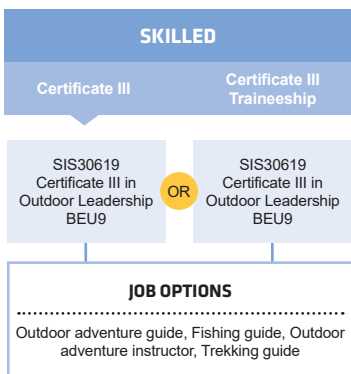 SKILLED
Certificate III
Certificate III
Traineeship
SIS30619
Certificate III in
Outdoor Leadership
BEU9
OR
SIS30619
Certificate III in
Outdoor Leadership
BEU9
JOB OPTIONS
Outdoor adventure guide, Fishing guide, Outdoor
adventure instructor, Trekking guide